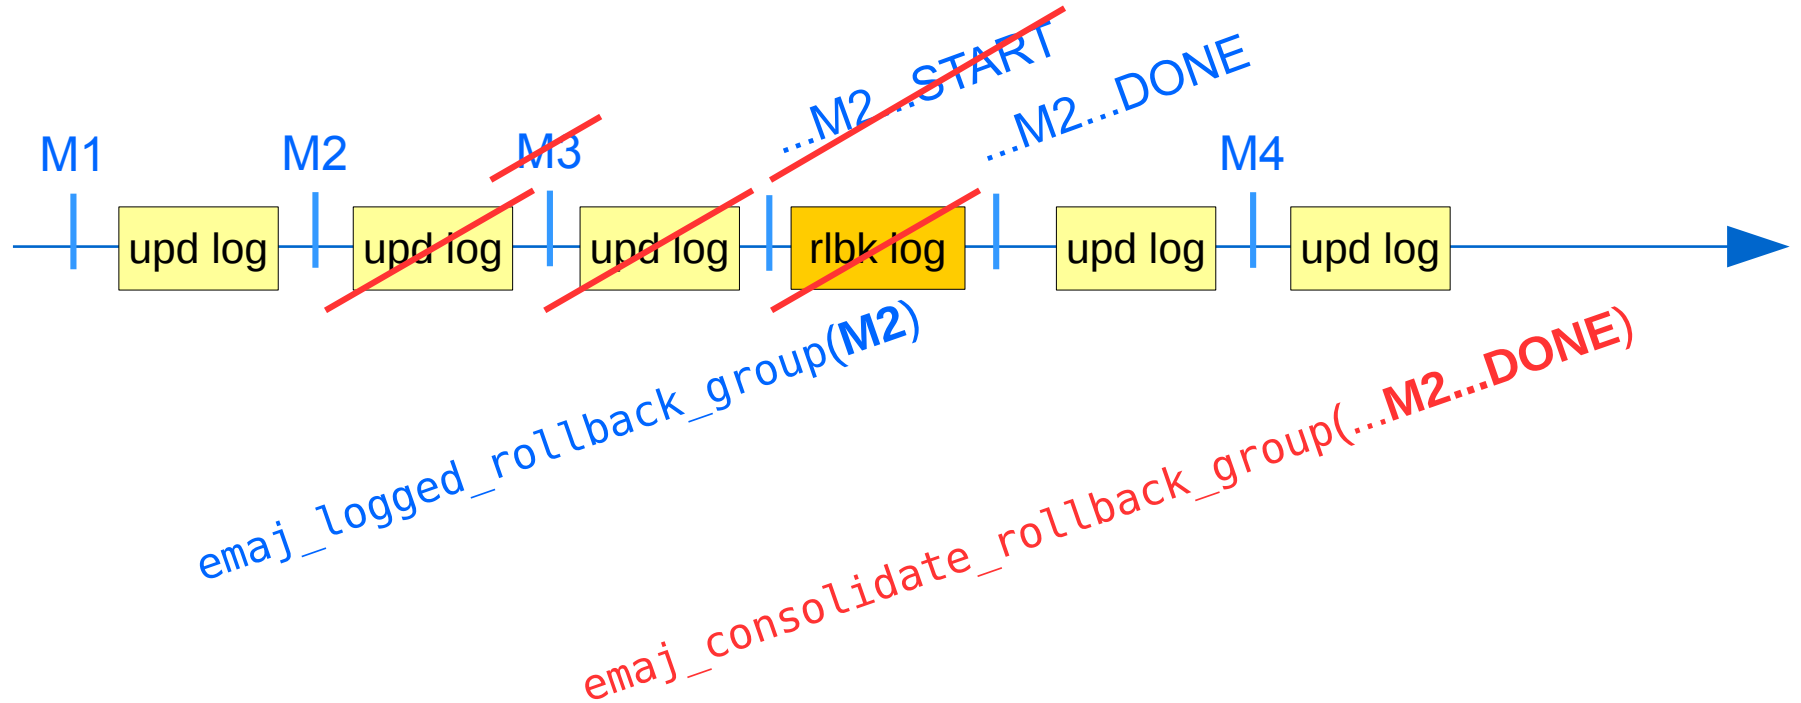 ...M2...START
...M2...DONE
M1
M2
M3
M4
upd log
upd log
upd log
rlbk log
upd log
upd log
emaj_logged_rollback_group(M2)
emaj_consolidate_rollback_group(...M2...DONE)